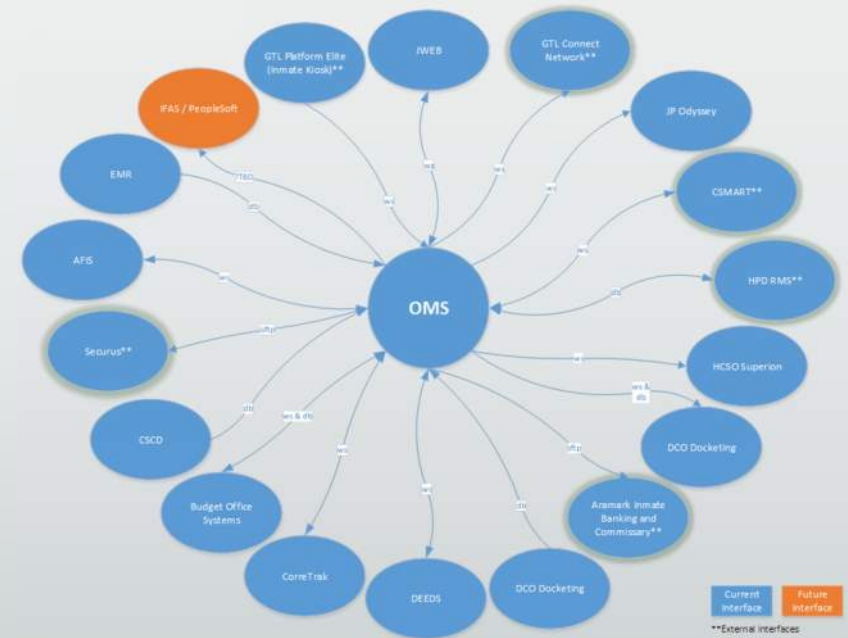 GTL Platform Elite
(Inmate Kiosk)**
JWEB
GTL Connect
Network**
IFAS / PeopleSoft
JP Odyssey
EMR
TBD
ws
ws
ws
ws
CSMART**
db
AFIS
ws
ws
HPD RMS**
OMS
db
Securus**
sftp
HCSO Superion
ws &
db
CSCD
db
ws & db
ws
ws
sftp
db
DCO Docketing
Budget Office
Systems
Aramark Inmate
Banking and
Commissary**
CorreTrak
DEEDS
DCO Docketing
Current
Interface
Future
Interface
**External Interfaces